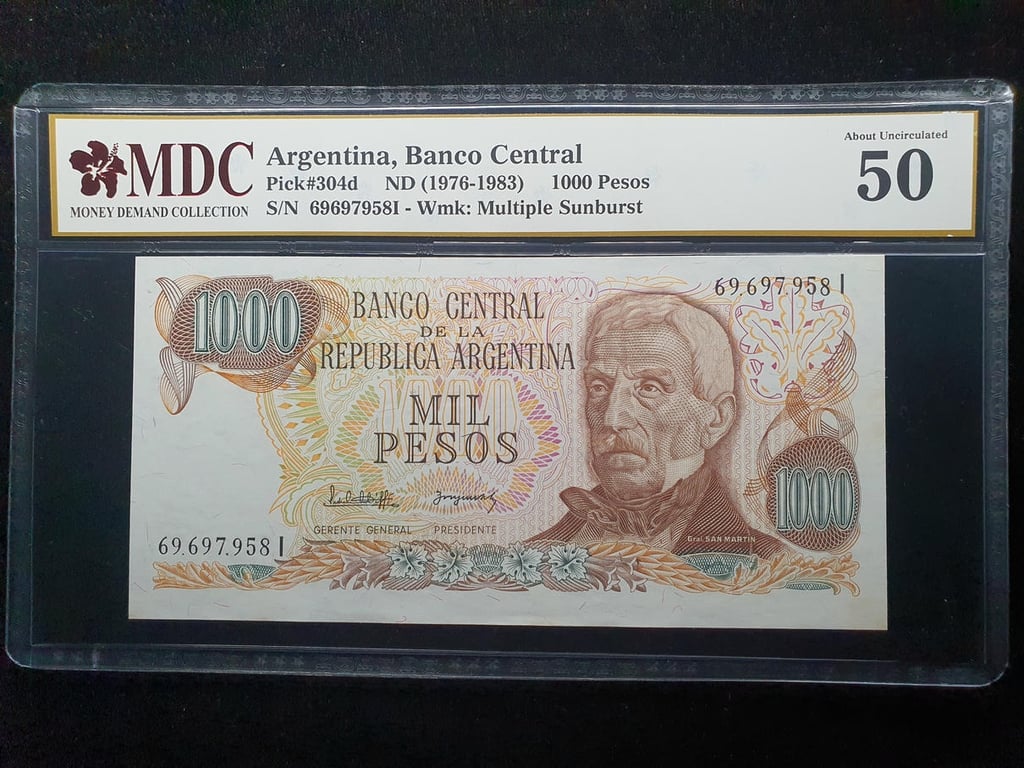 MDC
MONEY DEMAND COLLECTION
Argentina, Banco Central
Pick#304d ND (1976-1983) 1000 Pesos
S/N 69697958I - Wmk: Multiple Sunburst
About Uncirculated
50
1000
BANCO CENTRAL
DE LA
REPUBLICA ARGENTINA
69.697.958 I
1000
MIL
PESOS
GERENTE GENERAL PRESIDENTE
69.697.958 I
Gral. SAN MARTIN
1000